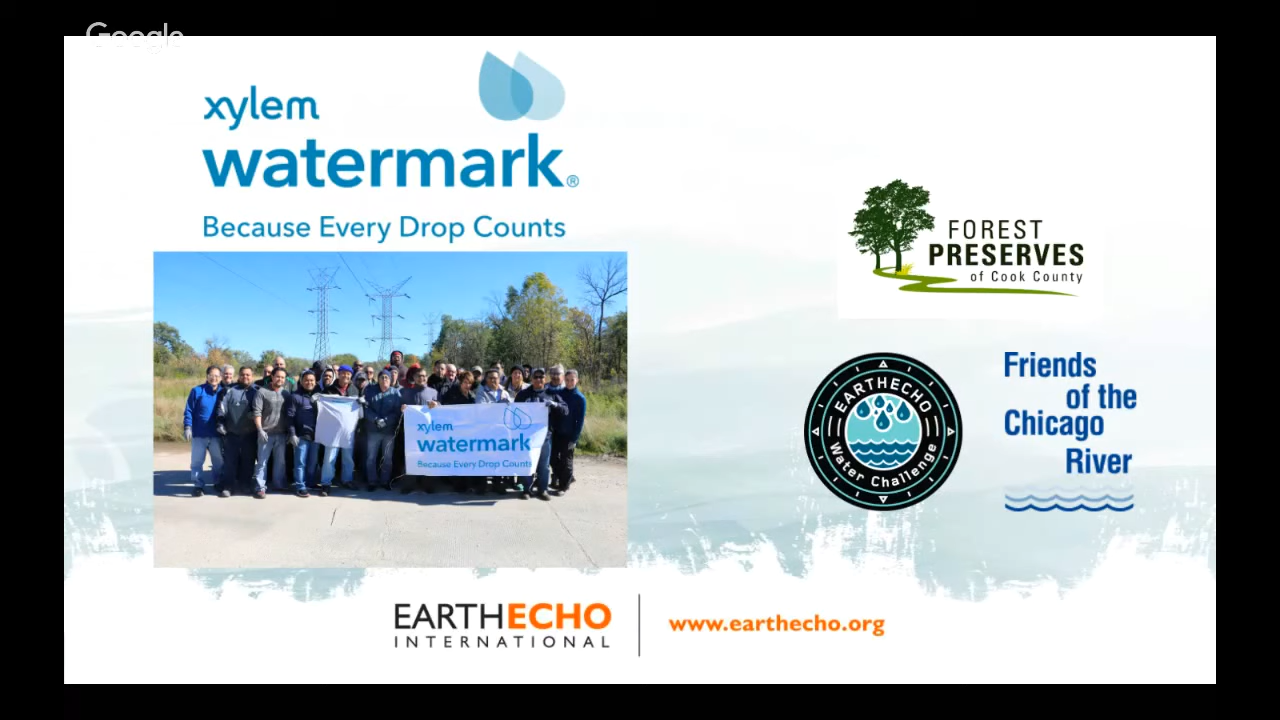 Google
xylem
watermark®
Because Every Drop Counts
xylem
watermark
Because Every Drop Counts
FOREST
PRESERVES
of Cook County
EARTHECHO
Water Challenge
Friends
of the
Chicago
River
EARTHECHO
INTERNATIONAL
www.earthecho.org